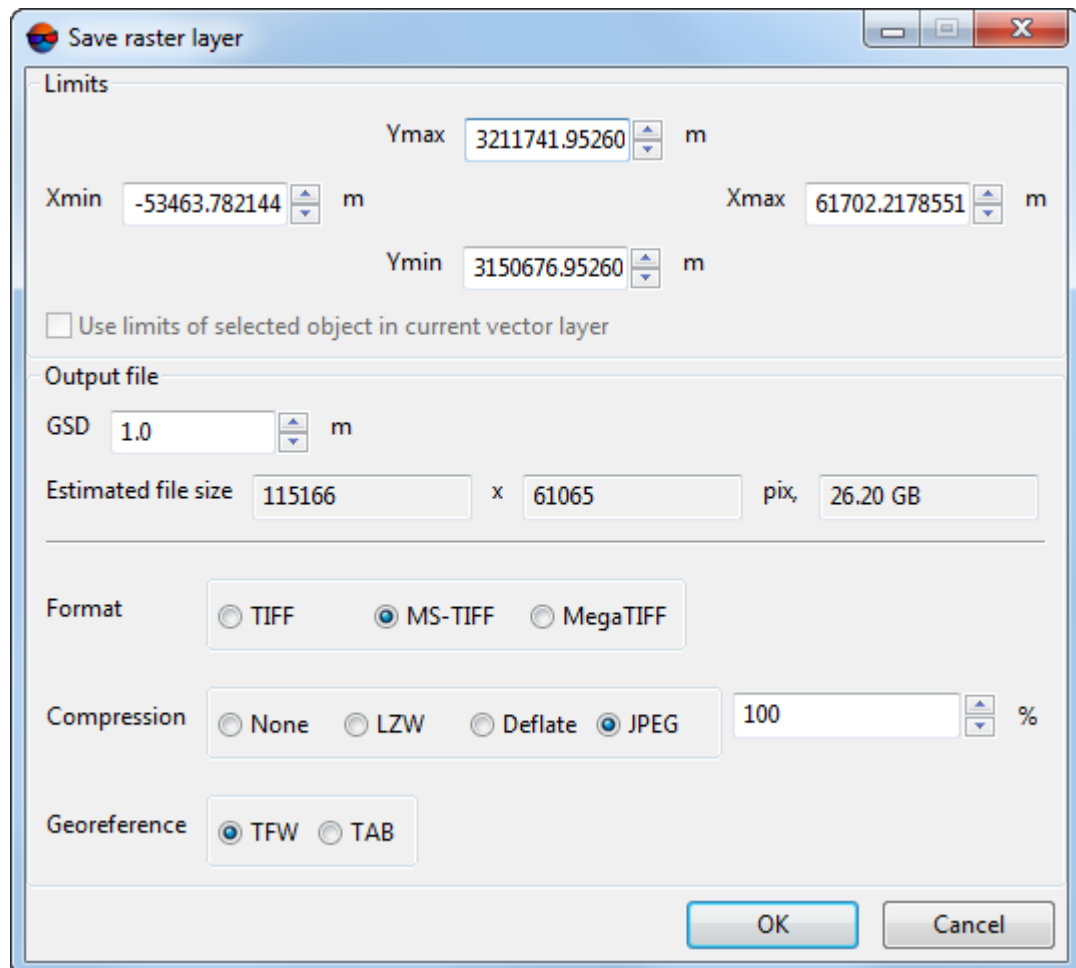 Save raster layer
Limits
Ymax 3211741.95260 m
Xmin -53463.782144 m Xmax 61702.2178551 m
Ymin 3150676.95260 m
Use limits of selected object in current vector layer
Output file
GSD 1.0 m
Estimated file size 115166 x 61065 pix, 26.20 GB
Format TIFF MS-TIFF MegaTIFF
Compression None LZW Deflate JPEG 100 %
Georeference TFW TAB
OK Cancel